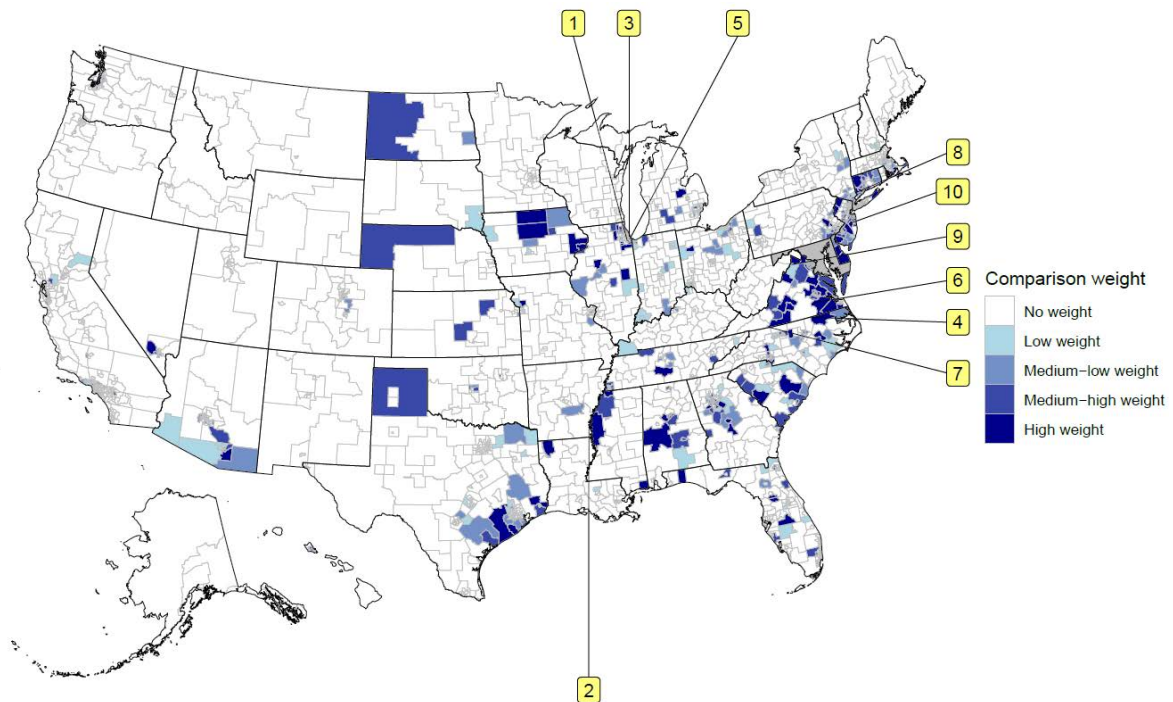 1
3
5
8
10
9
6
4
7
2
Comparison weight
No weight
Low weight
Medium−low weight
Medium−high weight
High weight